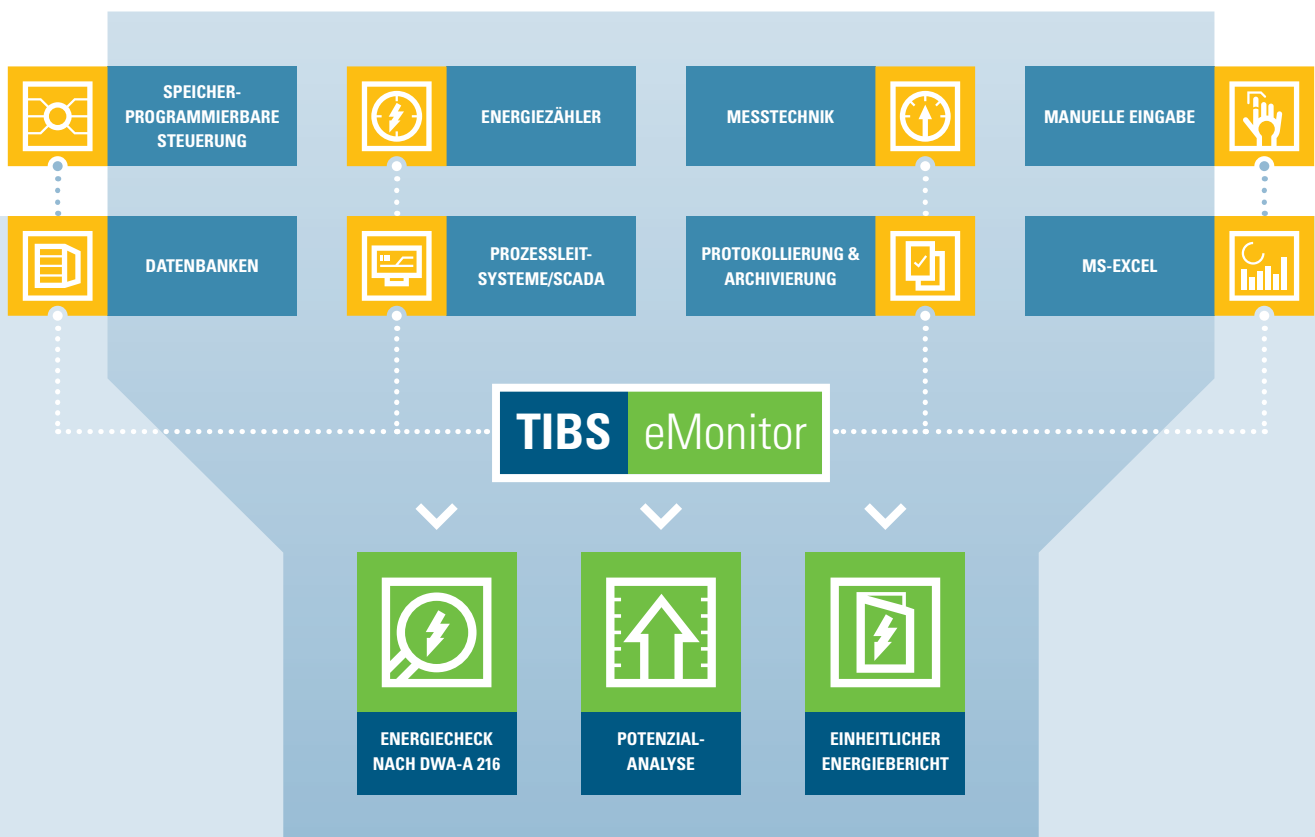 SPEICHER-
PROGRAMMIERBARE
STEUERUNG
ENERGIEZÄHLER
MESSTECHNIK
MANUELLE EINGABE
DATENBANKEN
PROZESSLEIT-
SYSTEME/SCADA
PROTOKOLLIERUNG &
ARCHIVIERUNG
MS-EXCEL
TIBS eMonitor
ENERGIECHECK
NACH DWA-A 216
POTENZIAL-
ANALYSE
EINHEITLICHER
ENERGIEBERICHT